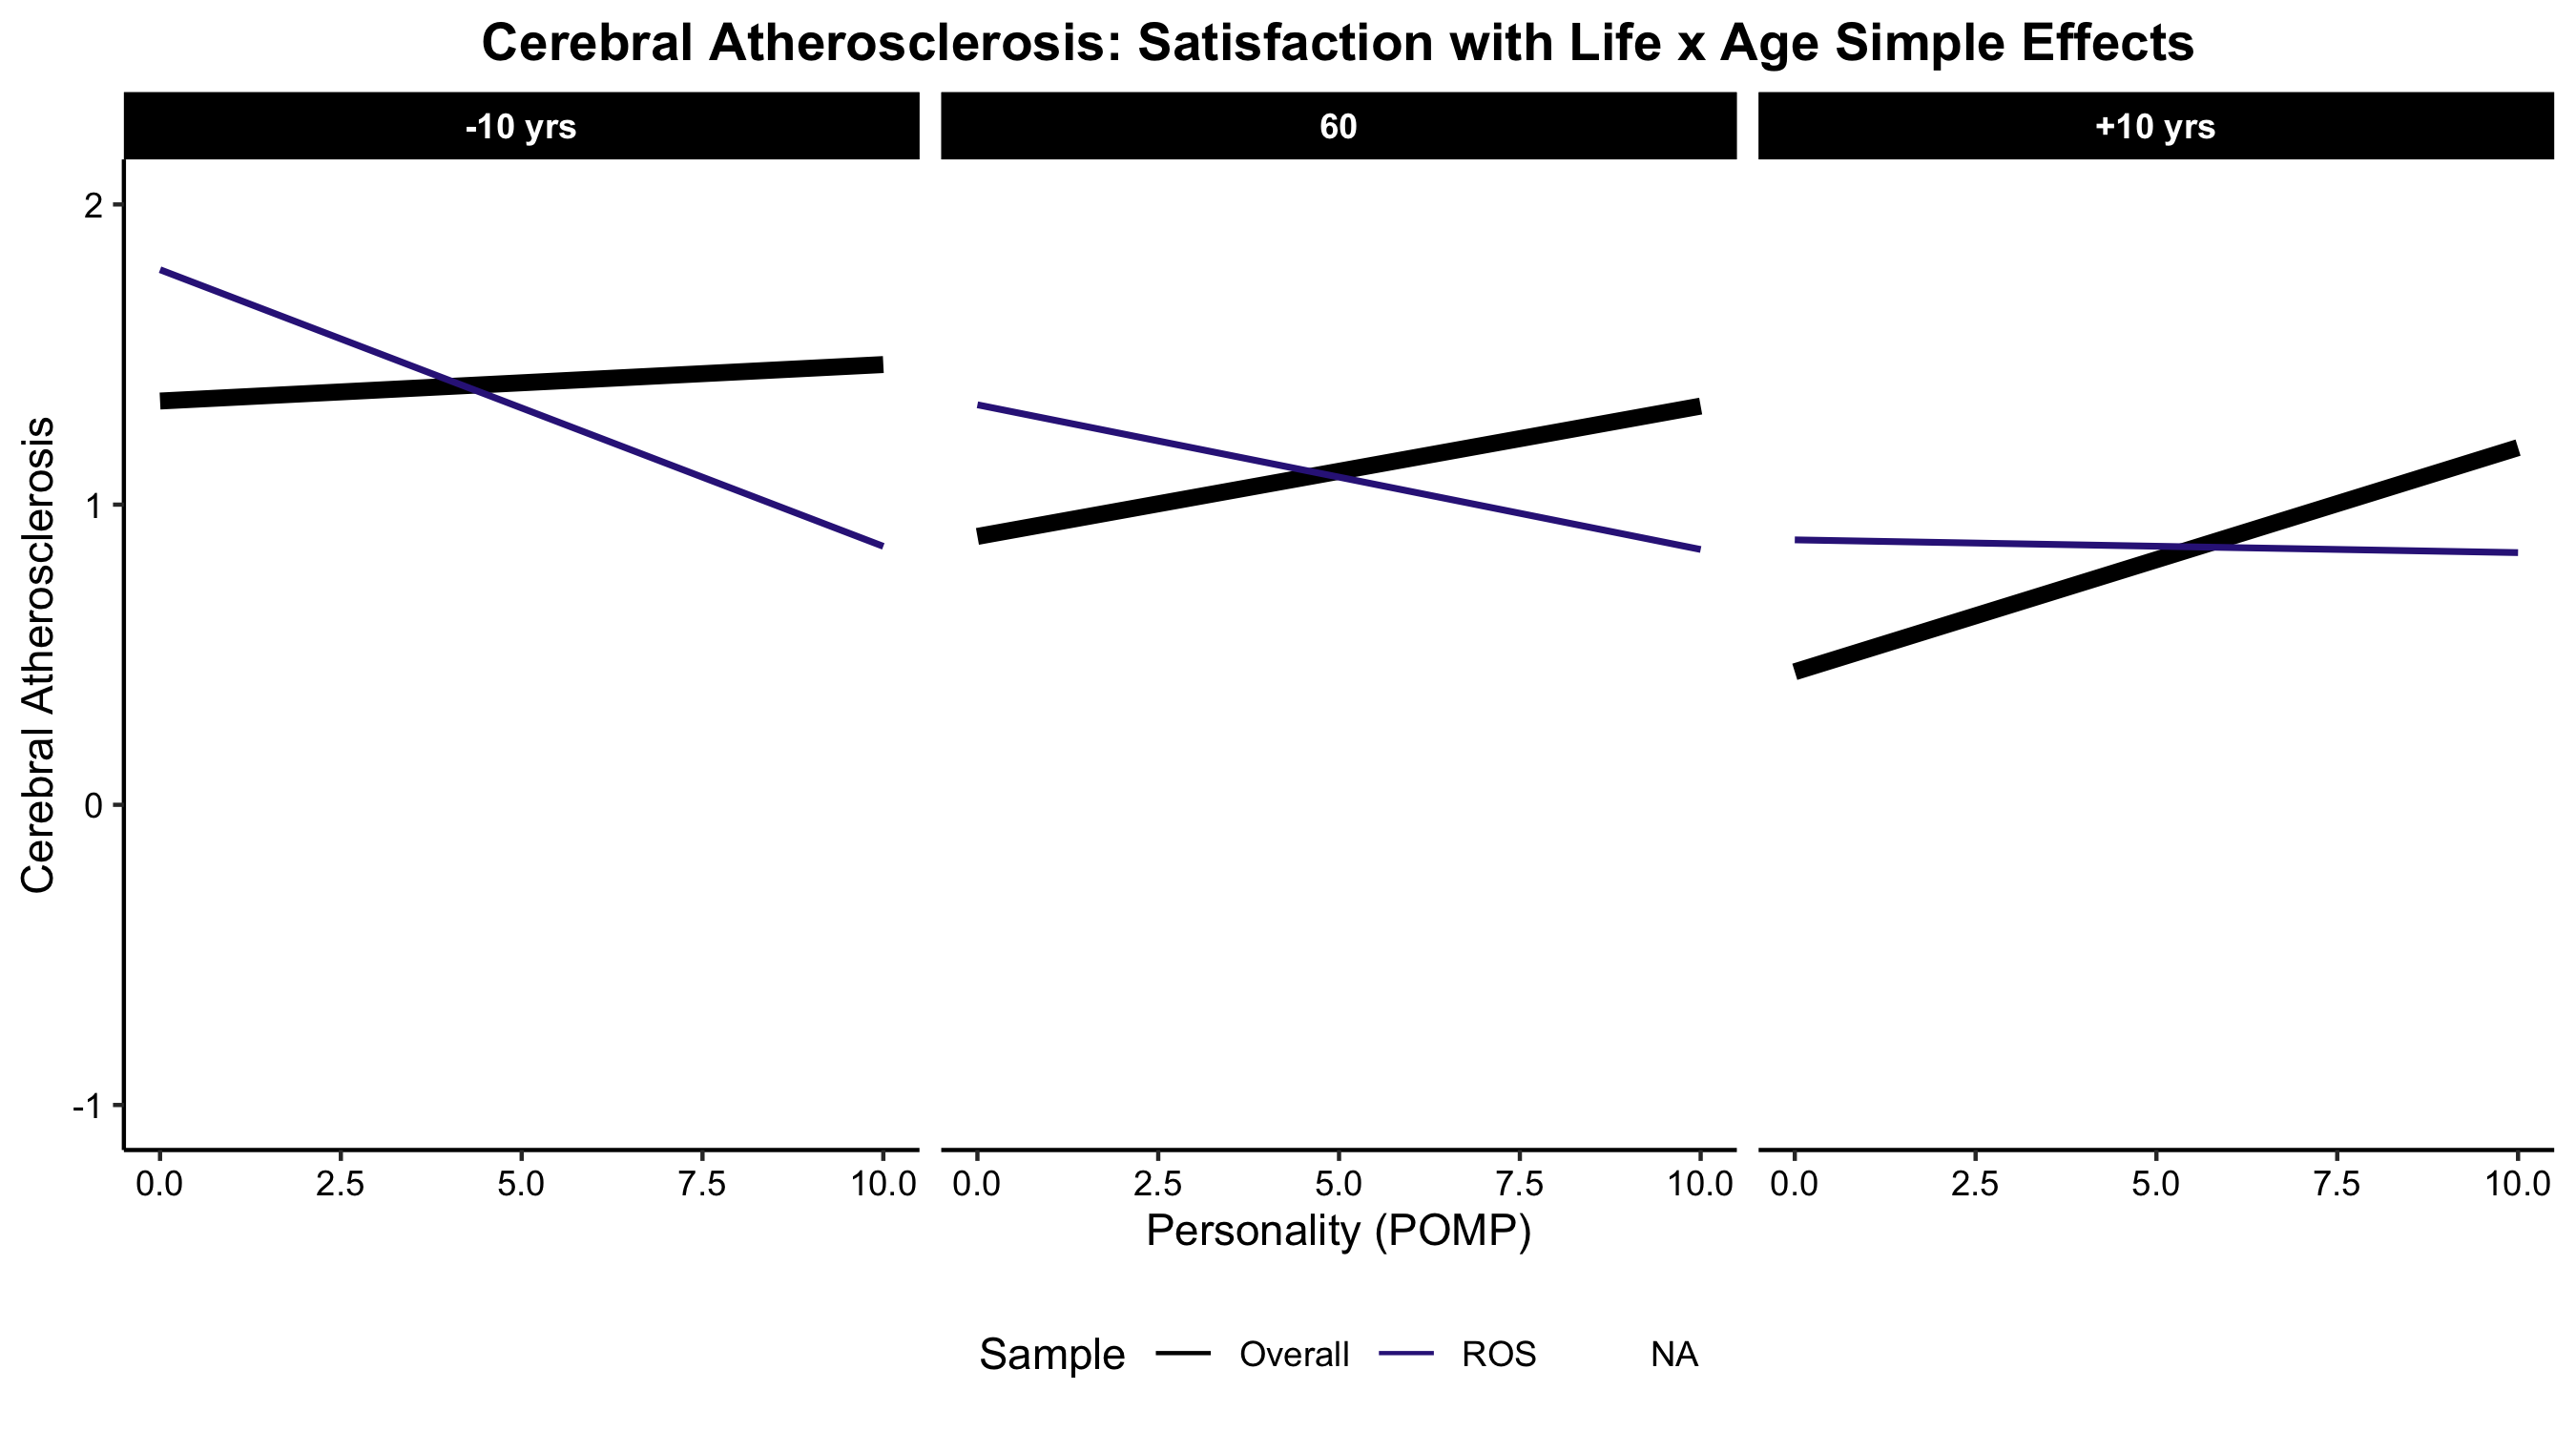 Cerebral Atherosclerosis: Satisfaction with Life x Age Simple Effects
-10 yrs
60
+10 yrs
Cerebral Atherosclerosis
2
1
0
-1
0.0 2.5 5.0 7.5 10.0
0.0 2.5 5.0 7.5 10.0
0.0 2.5 5.0 7.5 10.0
Personality (POMP)
Sample Overall ROS NA